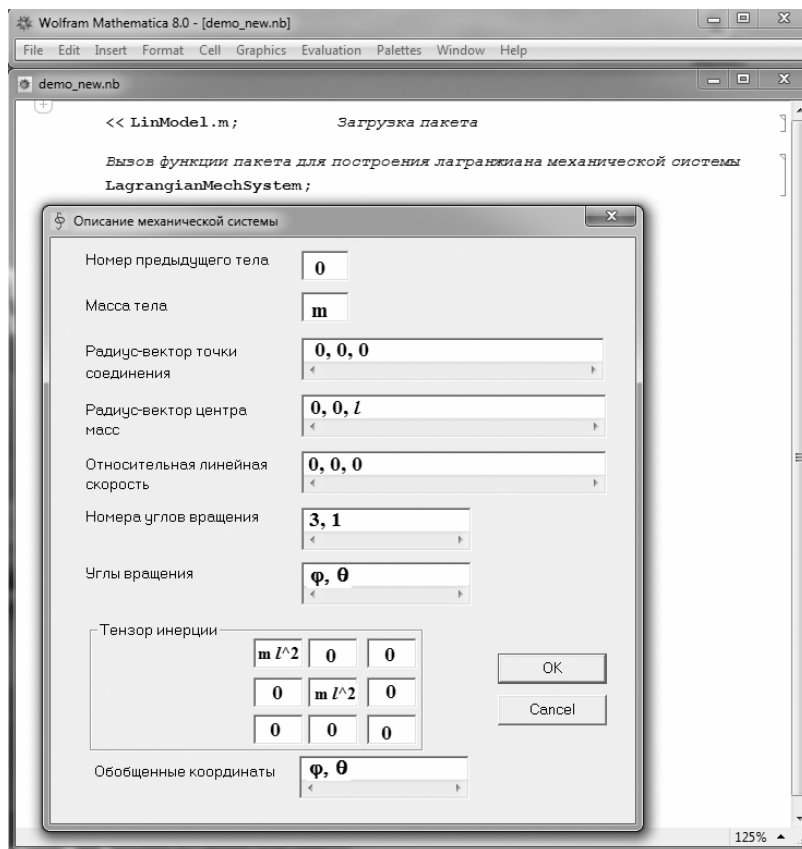 Wolfram Mathematica 8.0 - [demo_new.nb]
File Edit Insert Format Cell Graphics Evaluation Palettes Window Help
demo_new.nb
<< LinModel.m; Загрузка пакета
Вызов функции пакета для построения лагранжиана механической системы
LagrangianMechSystem;
Описание механической системы
Номер предыдущего тела 0
Масса тела m
Радиус-вектор точки 0, 0, 0
соединения
Радиус-вектор центра 0, 0, l
масс
Относительная линейная 0, 0, 0
скорость
Номера углов вращения 3, 1
Углы вращения φ, θ
Тензор инерции
m l^2 0 0
0 m l^2 0
0 0 0
OK
Cancel
Обобщенные координаты φ, θ
125%